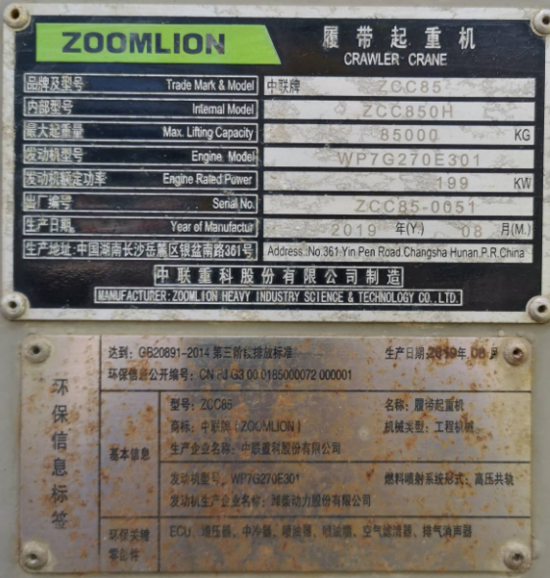 ZOOMLION 履带起重机
CRAWLER CRANE
品牌及型号 Trade Mark & Model 中联牌 ZCC85
内部型号 Internal Model ZCC850H
最大起重量 Max. Lifting Capacity 85000 KG
发动机型号 Engine Model WP7G270E301
发动机额定功率 Engine Rated Power 199 KW
出厂编号 Serial No. ZCC85-0051
生产日期 Year of Manufactur 2019 年(Y.) 08 月(M.)
生产地址:中国湖南长沙岳麓区银盆南路361号 Address.:No.361 Yin Pen Road.Changsha Hunan,P.R.China
中联重科股份有限公司制造
MANUFACTURER: ZOOMLION HEAVY INDUSTRY SCIENCE & TECHNOLOGY CO., LTD.
环保信息标签
达到: GB20891-2014 第三阶段排放标准 生产日期 2019年 08 月
环保信息公开编号: CN FJ G3 00 0185000072 000001
基本信息
型号: ZCC85 名称: 履带起重机
商标: 中联牌 (ZOOMLION) 机械类型: 工程机械
生产企业名称: 中联重科股份有限公司
发动机型号: WP7G270E301 燃料喷射系统形式: 高压共轨
发动机生产企业名称: 潍柴动力股份有限公司
环保关键零部件
ECU、增压器、中冷器、喷油器、喷油嘴、空气滤清器、排气消声器